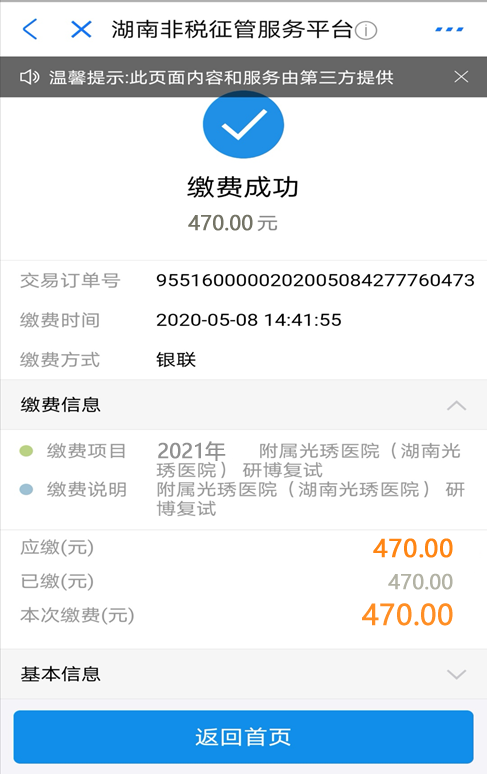 湖南非税征管服务平台
温馨提示:此页面内容和服务由第三方提供
缴费成功
470.00元
交易订单号 9551600000202005084277760473
缴费时间 2020-05-08 14:41:55
缴费方式 银联
缴费信息
缴费项目 2021年 附属光琇医院（湖南光
琇医院） 研博复试
缴费说明 附属光琇医院（湖南光琇医院） 研
博复试
应缴(元) 470.00
已缴(元) 470.00
本次缴费(元) 470.00
基本信息
返回首页